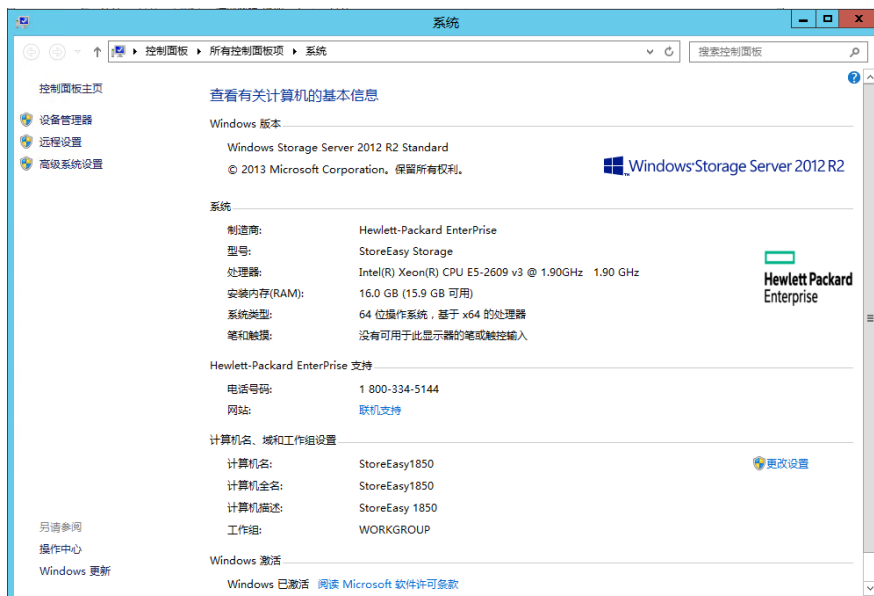 系统
控制面板 所有控制面板项 系统
搜索控制面板
控制面板主页
设备管理器
远程设置
高级系统设置
查看有关计算机的基本信息
Windows 版本
Windows Storage Server 2012 R2 Standard
© 2013 Microsoft Corporation。保留所有权利。
Windows Storage Server 2012 R2
系统
制造商: Hewlett-Packard EnterPrise
型号: StoreEasy Storage
处理器: Intel(R) Xeon(R) CPU E5-2609 v3 @ 1.90GHz 1.90 GHz
安装内存(RAM): 16.0 GB (15.9 GB 可用)
系统类型: 64 位操作系统，基于 x64 的处理器
笔和触摸: 没有可用于此显示器的笔或触控输入
Hewlett Packard
Enterprise
Hewlett-Packard EnterPrise 支持
电话号码: 1 800-334-5144
网站: 联机支持
计算机名、域和工作组设置
计算机名: StoreEasy1850
更改设置
计算机全名: StoreEasy1850
计算机描述: StoreEasy 1850
工作组: WORKGROUP
Windows 激活
Windows 已激活 阅读 Microsoft 软件许可条款
另请参阅
操作中心
Windows 更新